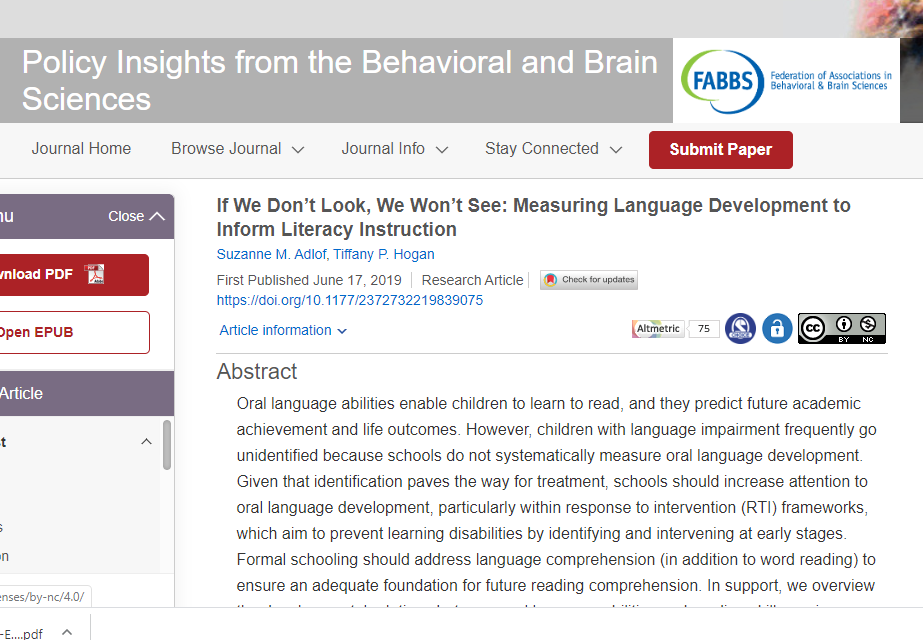 Policy Insights from the Behavioral and Brain
Sciences
FABBS
Federation of Associations in
Behavioral & Brain Sciences
Journal Home
Browse Journal
Journal Info
Stay Connected
Submit Paper
Close
PDF
Open EPUB
Article
If We Don’t Look, We Won’t See: Measuring Language Development to
Inform Literacy Instruction
Suzanne M. Adlof, Tiffany P. Hogan
First Published June 17, 2019
Research Article
Check for updates
https://doi.org/10.1177/2372732219839075
Article information
Altmetric
75
cc
BY NC
Abstract
Oral language abilities enable children to learn to read, and they predict future academic
achievement and life outcomes. However, children with language impairment frequently go
unidentified because schools do not systematically measure oral language development.
Given that identification paves the way for treatment, schools should increase attention to
oral language development, particularly within response to intervention (RTI) frameworks,
which aim to prevent learning disabilities by identifying and intervening at early stages.
Formal schooling should address language comprehension (in addition to word reading) to
ensure an adequate foundation for future reading comprehension. In support, we overview
enses/by-nc/4.0/
-E....pdf